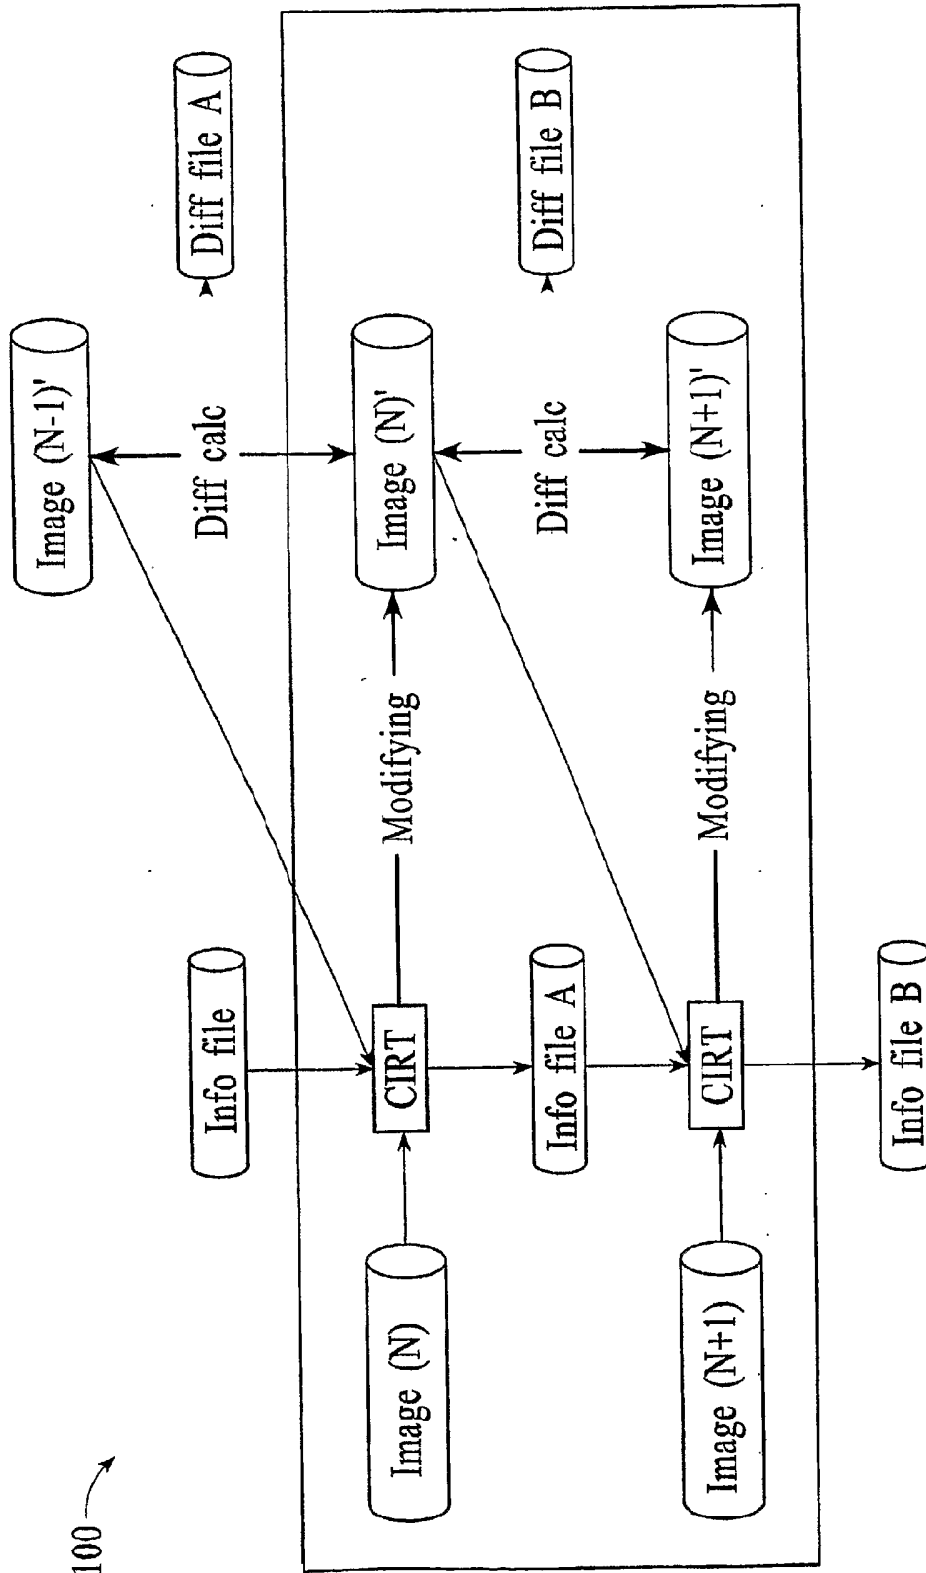 100
Image (N-1)'
Info file
Diff calc
Diff file A
Image (N)
CIRT
Modifying
Image (N)'
Info file A
Diff calc
Diff file B
Image (N+1)
CIRT
Modifying
Image (N+1)'
Info file B